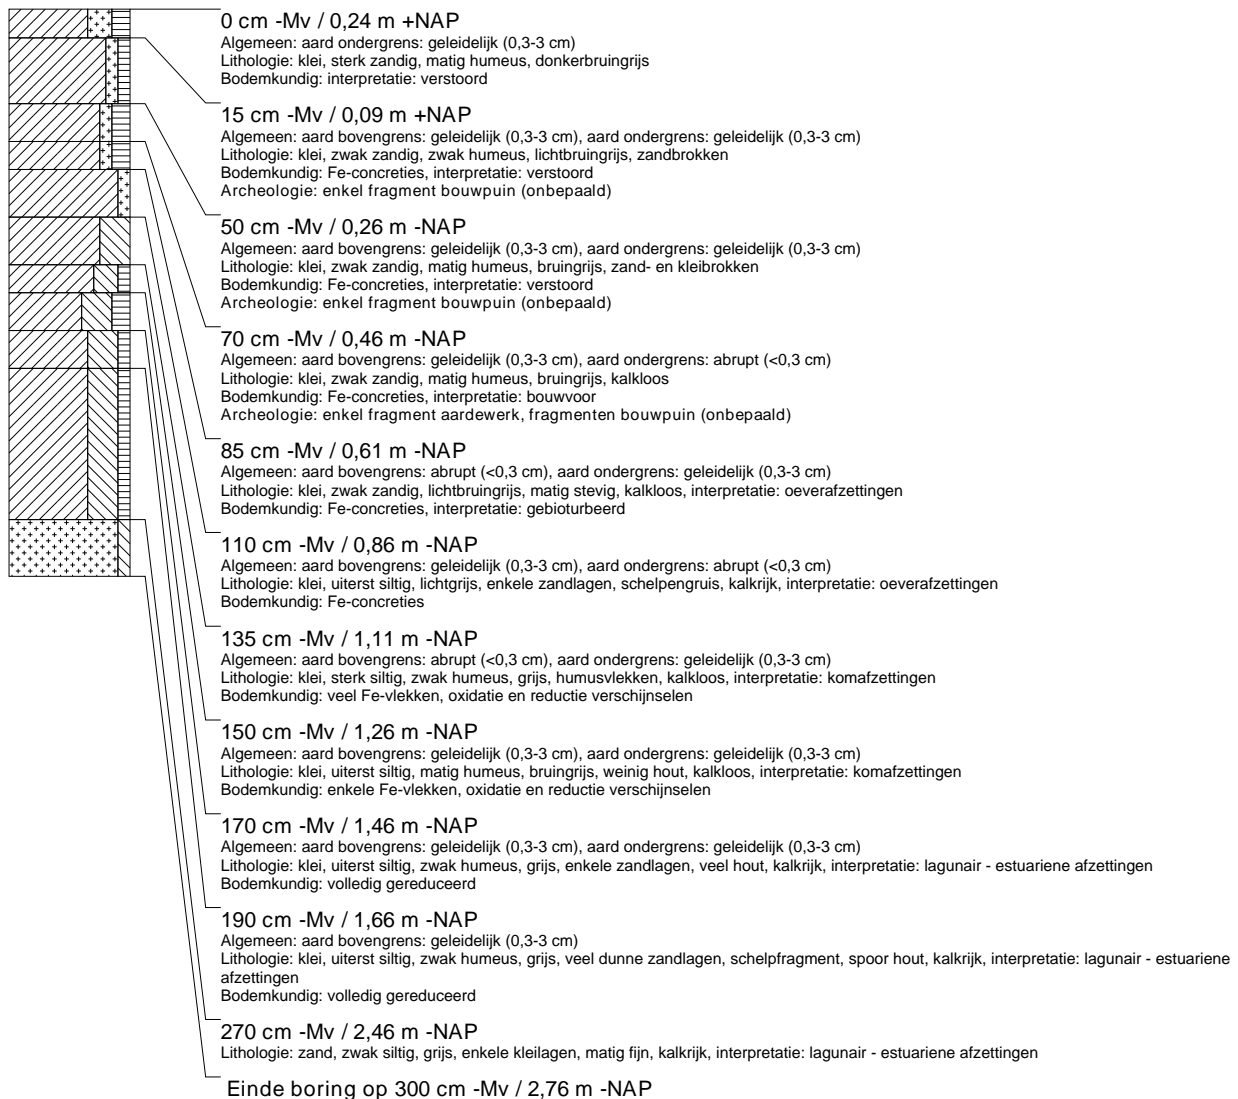 0 cm -Mv / 0,24 m +NAP
Algemeen: aard ondergrens: geleidelijk (0,3-3 cm)
Lithologie: klei, sterk zandig, matig humeus, donkerbruingrijs
Bodemkundig: interpretatie: verstoord
15 cm -Mv / 0,09 m +NAP
Algemeen: aard bovengrens: geleidelijk (0,3-3 cm), aard ondergrens: geleidelijk (0,3-3 cm)
Lithologie: klei, zwak zandig, zwak humeus, lichtbruingrijs, zandbrokken
Bodemkundig: Fe-concreties, interpretatie: verstoord
Archeologie: enkel fragment bouwpuin (onbepaald)
50 cm -Mv / 0,26 m -NAP
Algemeen: aard bovengrens: geleidelijk (0,3-3 cm), aard ondergrens: geleidelijk (0,3-3 cm)
Lithologie: klei, zwak zandig, matig humeus, bruingrijs, zand- en kleibrokken
Bodemkundig: Fe-concreties, interpretatie: verstoord
Archeologie: enkel fragment bouwpuin (onbepaald)
70 cm -Mv / 0,46 m -NAP
Algemeen: aard bovengrens: geleidelijk (0,3-3 cm), aard ondergrens: abrupt (<0,3 cm)
Lithologie: klei, zwak zandig, matig humeus, bruingrijs, kalkloos
Bodemkundig: Fe-concreties, interpretatie: bouwvoor
Archeologie: enkel fragment aardewerk, fragmenten bouwpuin (onbepaald)
85 cm -Mv / 0,61 m -NAP
Algemeen: aard bovengrens: abrupt (<0,3 cm), aard ondergrens: geleidelijk (0,3-3 cm)
Lithologie: klei, zwak zandig, lichtbruingrijs, matig stevig, kalkloos, interpretatie: oeverafzettingen
Bodemkundig: Fe-concreties, interpretatie: gebioturbeerd
110 cm -Mv / 0,86 m -NAP
Algemeen: aard bovengrens: geleidelijk (0,3-3 cm), aard ondergrens: abrupt (<0,3 cm)
Lithologie: klei, uiterst siltig, lichtgrijs, enkele zandlagen, schelpengruis, kalkrijk, interpretatie: oeverafzettingen
Bodemkundig: Fe-concreties
135 cm -Mv / 1,11 m -NAP
Algemeen: aard bovengrens: abrupt (<0,3 cm), aard ondergrens: geleidelijk (0,3-3 cm)
Lithologie: klei, sterk siltig, zwak humeus, grijs, humusvlekken, kalkloos, interpretatie: komafzettingen
Bodemkundig: veel Fe-vlekken, oxidatie en reductie verschijnselen
150 cm -Mv / 1,26 m -NAP
Algemeen: aard bovengrens: geleidelijk (0,3-3 cm), aard ondergrens: geleidelijk (0,3-3 cm)
Lithologie: klei, uiterst siltig, matig humeus, bruingrijs, weinig hout, kalkloos, interpretatie: komafzettingen
Bodemkundig: enkele Fe-vlekken, oxidatie en reductie verschijnselen
170 cm -Mv / 1,46 m -NAP
Algemeen: aard bovengrens: geleidelijk (0,3-3 cm), aard ondergrens: geleidelijk (0,3-3 cm)
Lithologie: klei, uiterst siltig, zwak humeus, grijs, enkele zandlagen, veel hout, kalkrijk, interpretatie: lagunair - estuariene afzettingen
Bodemkundig: volledig gereduceerd
190 cm -Mv / 1,66 m -NAP
Algemeen: aard bovengrens: geleidelijk (0,3-3 cm)
Lithologie: klei, uiterst siltig, zwak humeus, grijs, veel dunne zandlagen, schelpfragment, spoor hout, kalkrijk, interpretatie: lagunair - estuariene
afzettingen
Bodemkundig: volledig gereduceerd
270 cm -Mv / 2,46 m -NAP
Lithologie: zand, zwak siltig, grijs, enkele kleilagen, matig fijn, kalkrijk, interpretatie: lagunair - estuariene afzettingen
Einde boring op 300 cm -Mv / 2,76 m -NAP